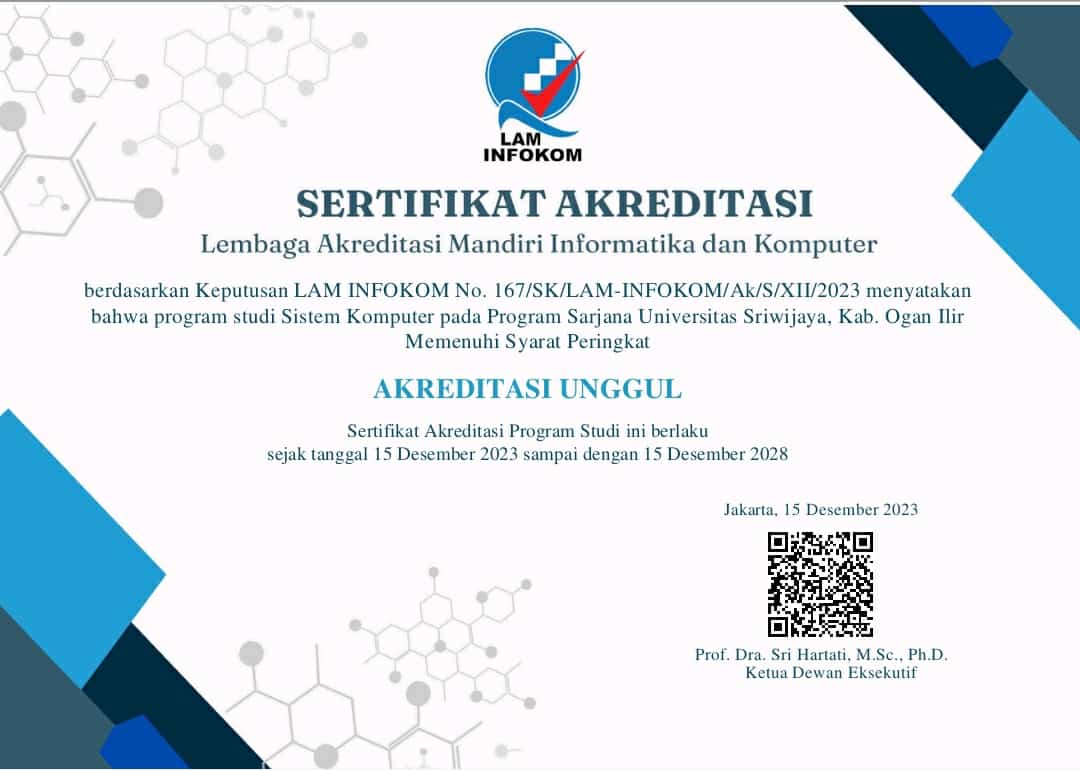 LAM
INFOKOM
SERTIFIKAT AKREDITASI
Lembaga Akreditasi Mandiri Informatika dan Komputer
berdasarkan Keputusan LAM INFOKOM No. 167/SK/LAM-INFOKOM/Ak/S/XII/2023 menyatakan
bahwa program studi Sistem Komputer pada Program Sarjana Universitas Sriwijaya, Kab. Ogan Ilir
Memenuhi Syarat Peringkat
AKREDITASI UNGGUL
Sertifikat Akreditasi Program Studi ini berlaku
sejak tanggal 15 Desember 2023 sampai dengan 15 Desember 2028
Jakarta, 15 Desember 2023
Prof. Dra. Sri Hartati, M.Sc., Ph.D.
Ketua Dewan Eksekutif